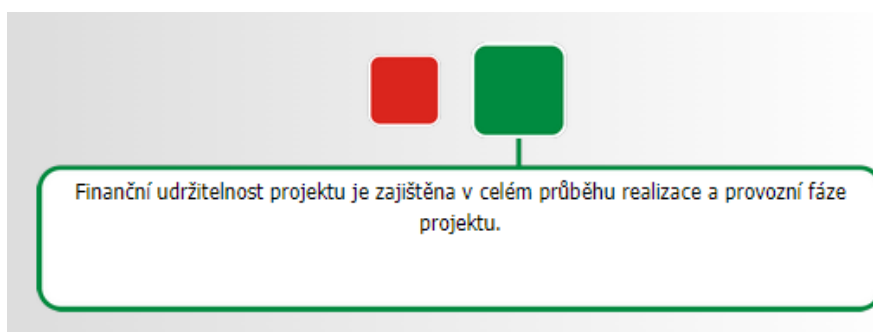 Finanční udržitelnost projektu je zajištěna v celém průběhu realizace a provozní fáze
projektu.